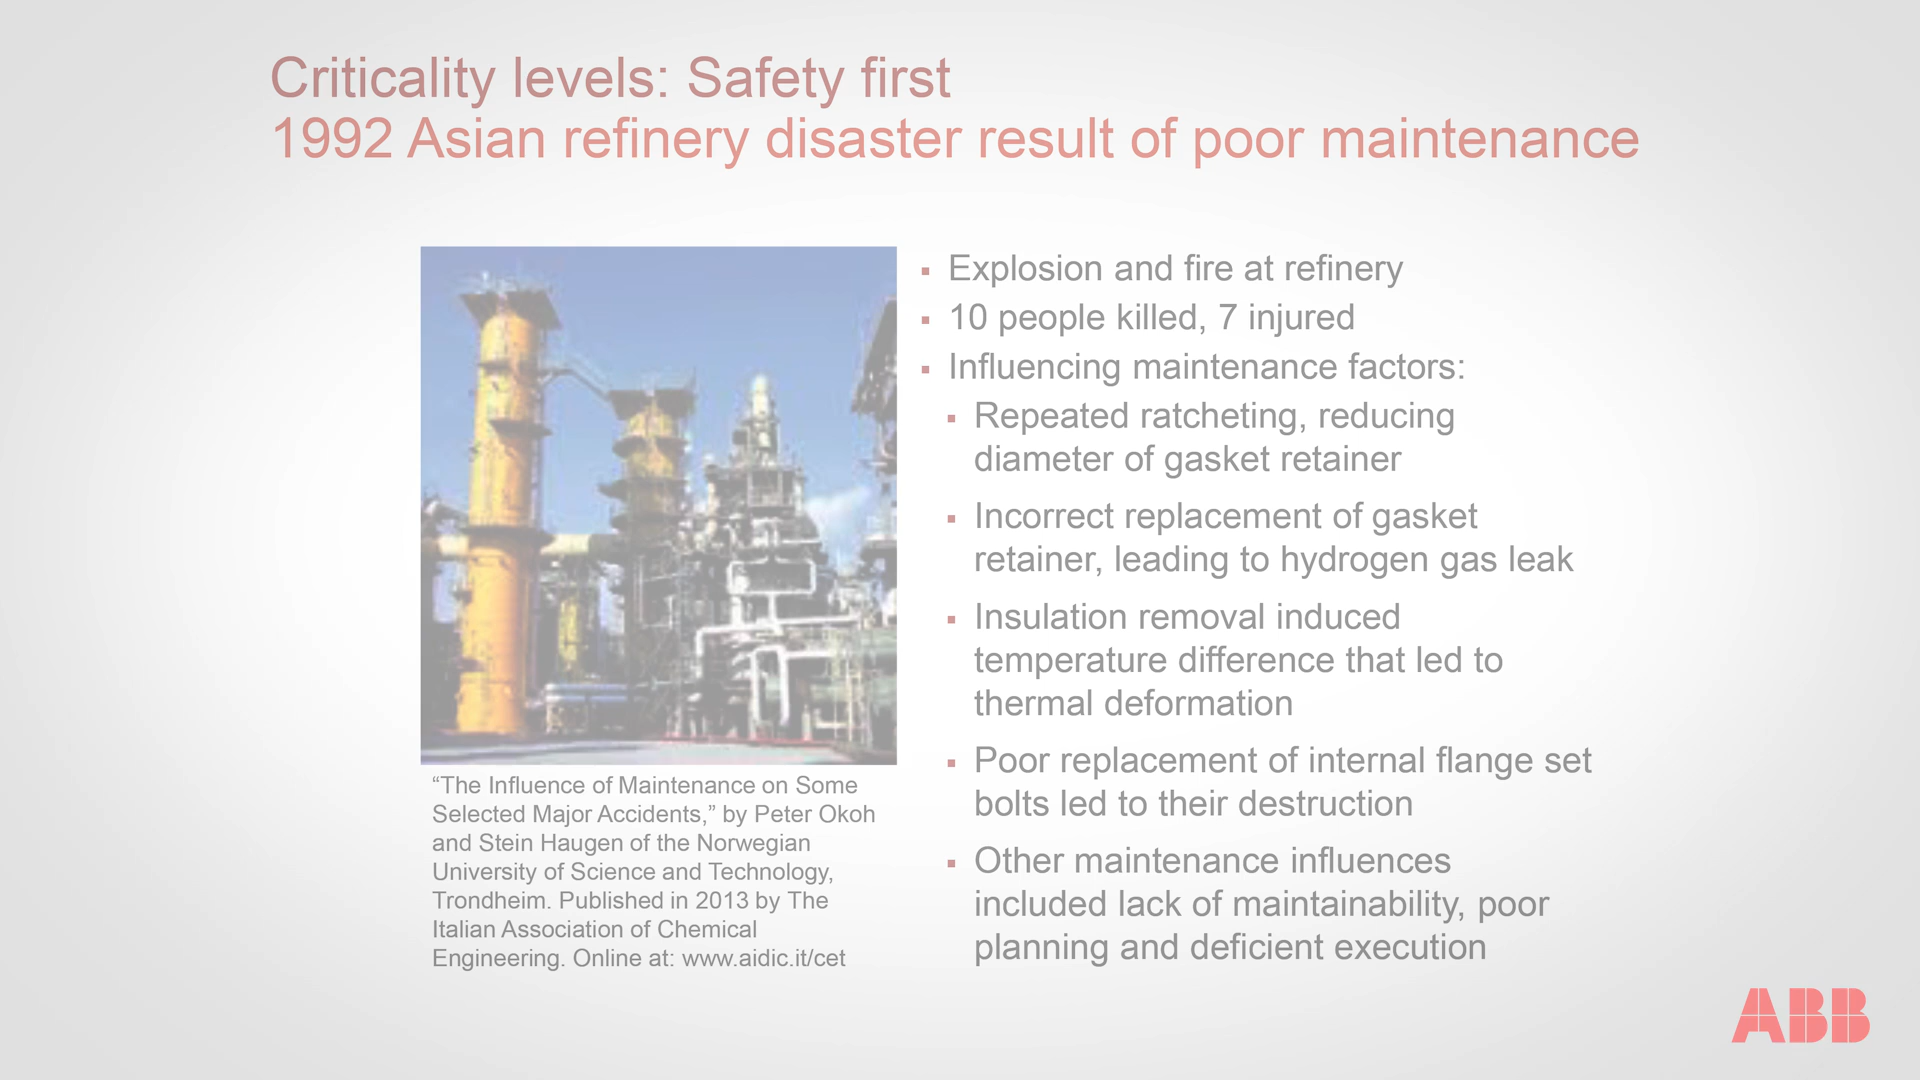 Criticality levels: Safety first
1992 Asian refinery disaster result of poor maintenance
▪ Explosion and fire at refinery
▪ 10 people killed, 7 injured
▪ Influencing maintenance factors:
▪ Repeated ratcheting, reducing
diameter of gasket retainer
▪ Incorrect replacement of gasket
retainer, leading to hydrogen gas leak
▪ Insulation removal induced
temperature difference that led to
thermal deformation
▪ Poor replacement of internal flange set
bolts led to their destruction
▪ Other maintenance influences
included lack of maintainability, poor
planning and deficient execution
“The Influence of Maintenance on Some
Selected Major Accidents,” by Peter Okoh
and Stein Haugen of the Norwegian
University of Science and Technology,
Trondheim. Published in 2013 by The
Italian Association of Chemical
Engineering. Online at: www.aidic.it/cet
ABB